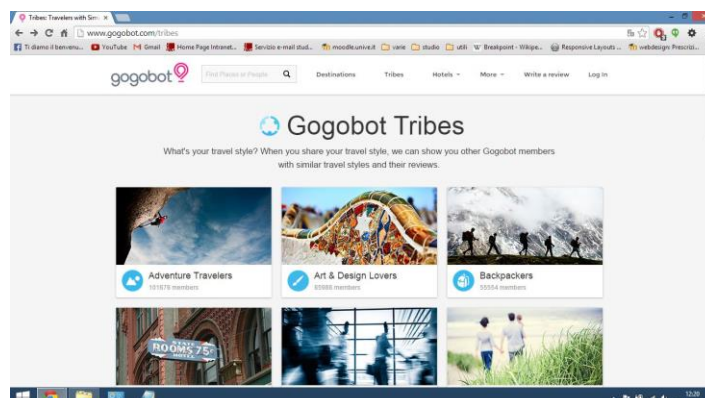 Tribes: Travelers with Sim
www.gogobot.com/tribes
Ti diamo il benvenu... YouTube Gmail Home Page Intranet... Servizio e-mail stud... moodle.unive.it varie studio utili Breakpoint - Wikipe... Responsive Layouts ... webdesign: Prescrizi...
gogobot Find Places or People Destinations Tribes Hotels More Write a review Log In
Gogobot Tribes
What's your travel style? When you share your travel style, we can show you other Gogobot members
with similar travel styles and their reviews.
Adventure Travelers Art & Design Lovers Backpackers
members members members
ROOMS 75¢
12:20